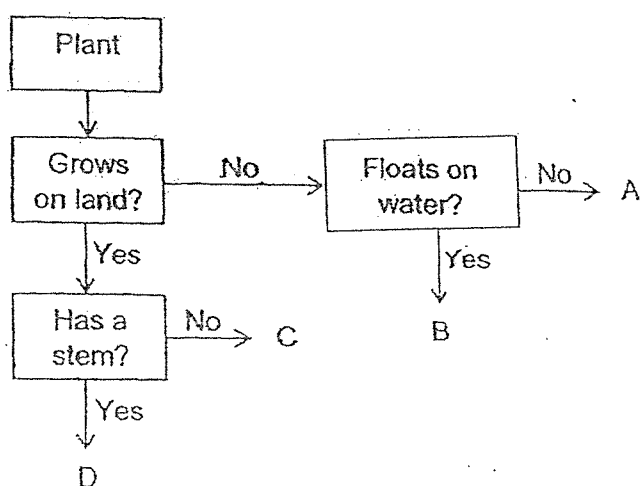 Plant
Grows
on land?
No
Floats on
water?
No
A
Yes
Yes
Has a
stem?
No
C
B
Yes
D